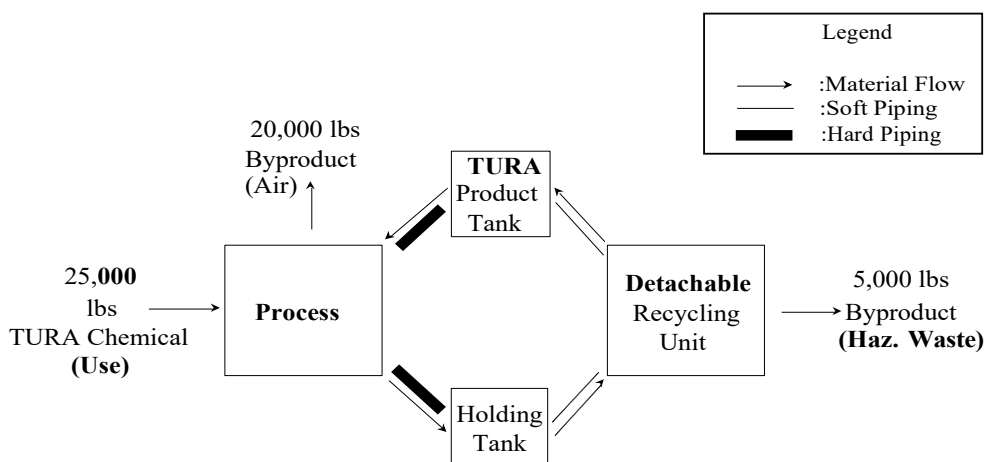 Legend
:Material Flow
:Soft Piping
:Hard Piping
20,000 lbs
Byproduct
(Air)
TURA
Product
Tank
25,000
lbs
TURA Chemical
(Use)
Process
Detachable
Recycling
Unit
5,000 lbs
Byproduct
(Haz. Waste)
Holding
Tank